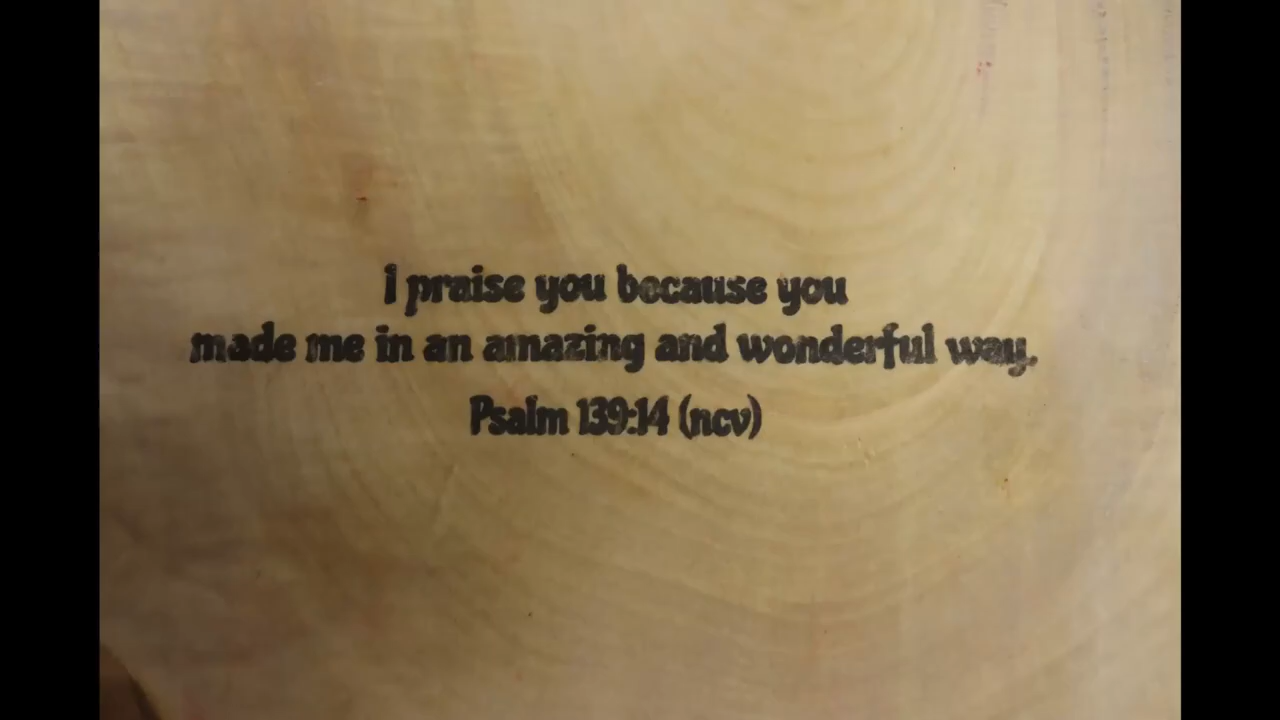 I praise you because you
made me in an amazing and wonderful way.
Psalm 139:14 (ncv)